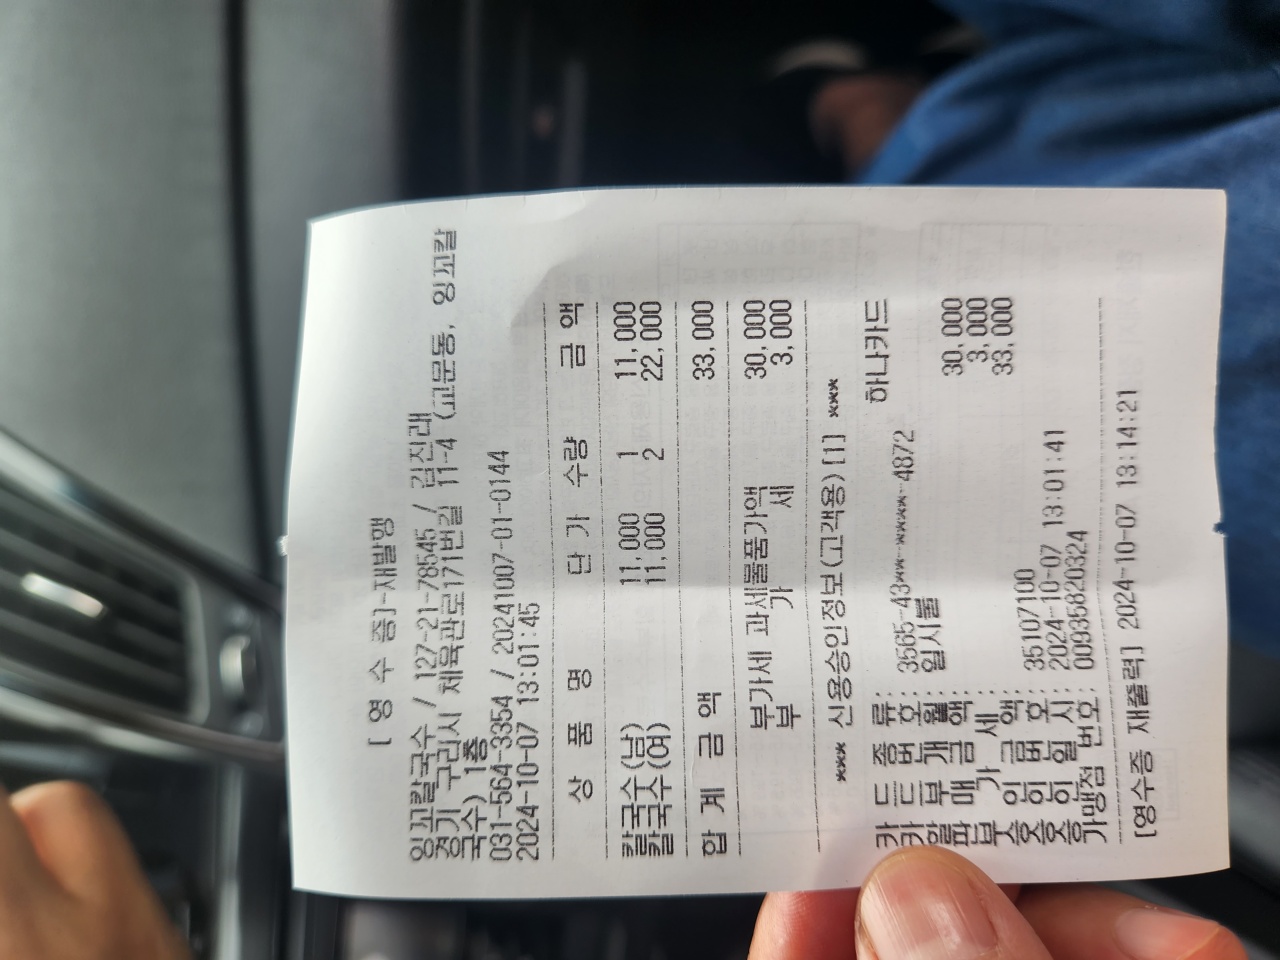 [ 영 수 증]-재발행
잉꼬칼국수 / 127-21-78545 / 김진래
경기 구리시 체육관로171번길 11-4 (교문동, 잉꼬칼
국수) 1층
031-564-3354 / 20241007-01-0144
2024-10-07 13:01:45
상 품 명 단 가 수량 금 액
칼국수(남) 11,000 1 11,000
칼국수(여) 11,000 2 22,000
합 계 금 액 33,000
부가세 과세물품가액 30,000
부 가 세 3,000
*** 신용승인정보(고객용)[1] ***
카 드 종 류: 하나카드
카 드 번 호: 3565-43**-****-4872
할 부 개 월: 일시불
판 매 금 액: 30,000
부 가 세: 3,000
승 인 금 액: 33,000
승 인 번 호: 35107100
승 인 일 시: 2024-10-07 13:01:41
가맹점 번호: 00935820324
[영수증 재출력] 2024-10-07 13:14:21